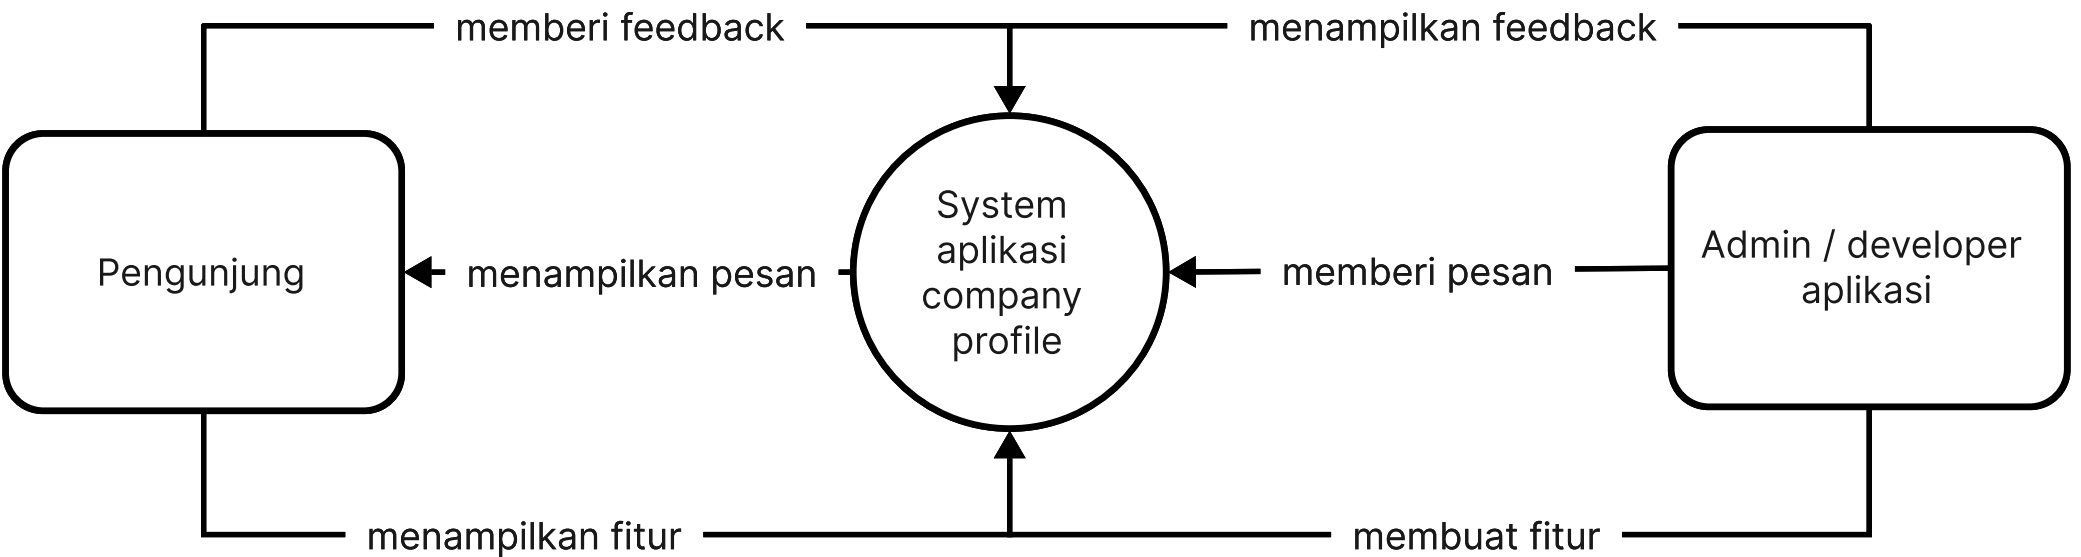 memberi feedback
menampilkan feedback
Pengunjung
menampilkan pesan
System
aplikasi
company
profile
memberi pesan
Admin / developer
aplikasi
menampilkan fitur
membuat fitur